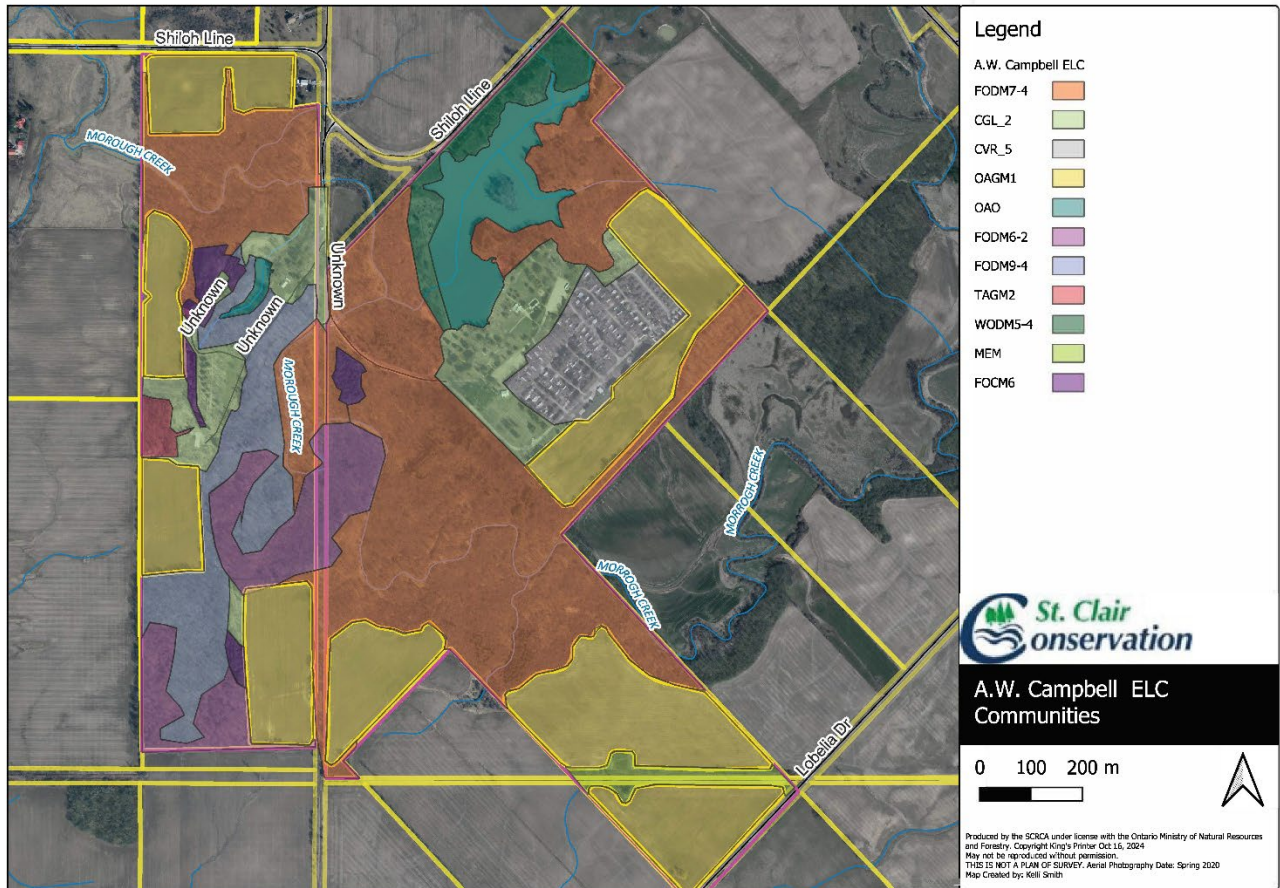 Shiloh Line
MOROUGH CREEK
Shiloh Line
Unknown
Unknown
Unknown
MOROUGH CREEK
MORROGH CREEK
MORROGH CREEK
Lobelia Dr
Legend
A.W. Campbell ELC
FODM7-4
CGL_2
CVR_5
OAGM1
OAO
FODM6-2
FODM9-4
TAGM2
WODM5-4
MEM
FOCM6
St. Clair
Conservation
A.W. Campbell ELC
Communities
0 100 200 m
Produced by the SCRCA under license with the Ontario Ministry of Natural Resources
and Forestry. Copyright King's Printer Oct 16, 2024
May not be reproduced without permission.
THIS IS NOT A PLAN OF SURVEY. Aerial Photography Date: Spring 2020
Map Created by: Kelli Smith